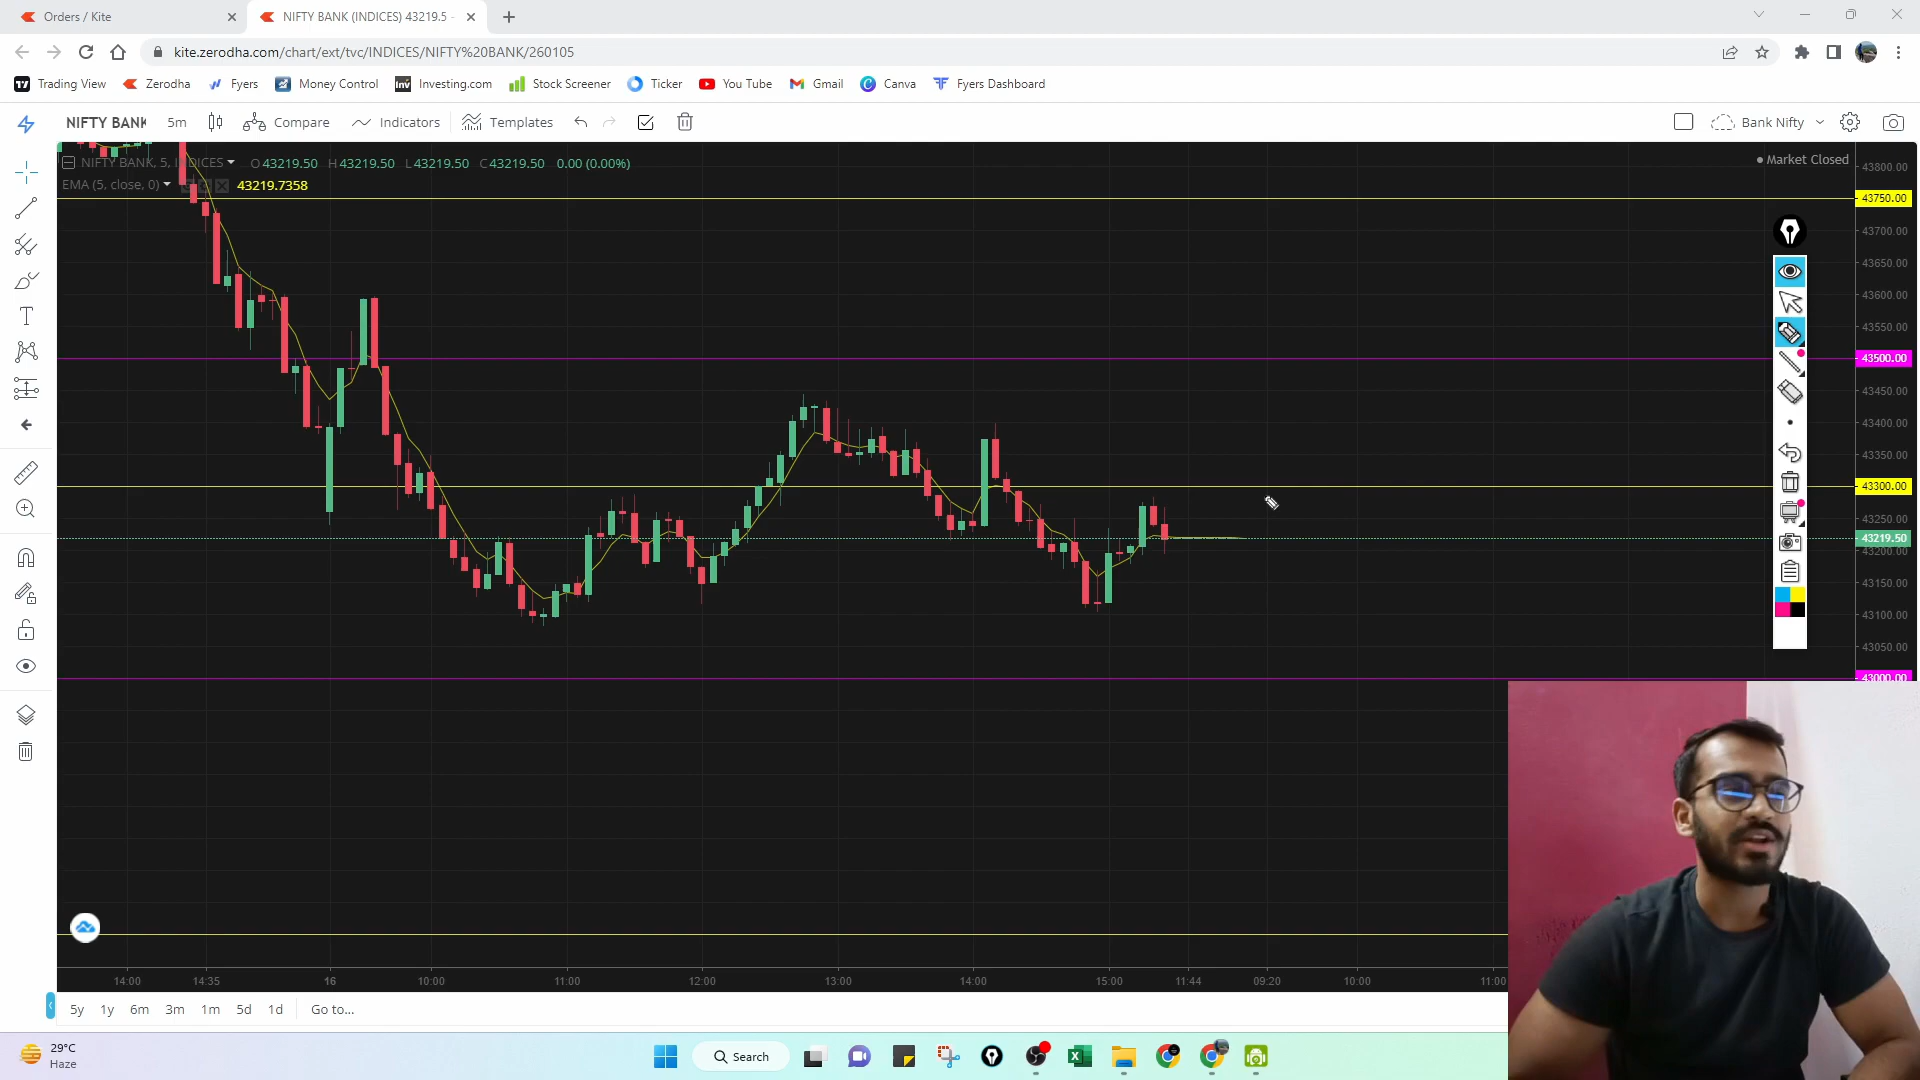 Orders / Kite
NIFTY BANK (INDICES) 43219.5 -
kite.zerodha.com/chart/ext/tvc/INDICES/NIFTY%20BANK/260105
Trading View Zerodha Fyers Money Control Investing.com Stock Screener Ticker You Tube Gmail Canva Fyers Dashboard
NIFTY BANK 5m Compare Indicators Templates Bank Nifty
NIFTY BANK, 5, INDICES O 43219.50 H 43219.50 L 43219.50 C 43219.50 0.00 (0.00%)
Market Closed
EMA (5, close, 0) 43219.7358
43800.00
43750.00
43700.00
43650.00
43600.00
43550.00
43500.00
43450.00
43400.00
43350.00
43300.00
43250.00
43219.50
43200.00
43150.00
43100.00
43050.00
43000.00
14:00 14:35 16 10:00 11:00 12:00 13:00 14:00 15:00 11:44 09:20 10:00 11:00
5y 1y 6m 3m 1m 5d 1d Go to...
29°C
Haze
Search